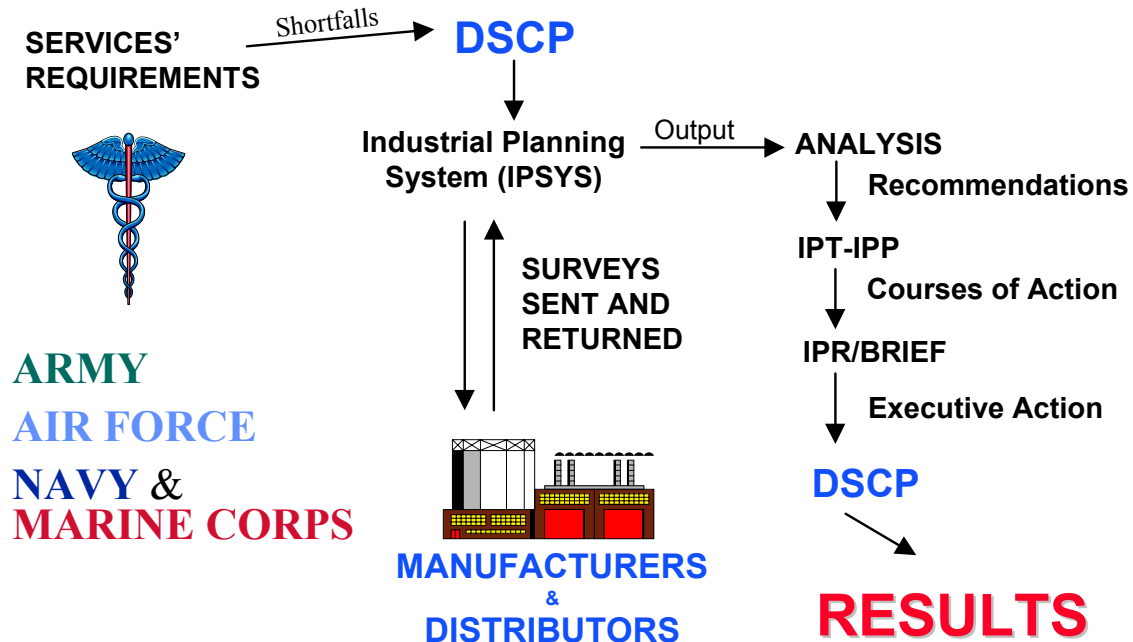 SERVICES’
REQUIREMENTS
Shortfalls
DSCP
Industrial Planning
System (IPSYS)
Output
ANALYSIS
Recommendations
IPT-IPP
Courses of Action
IPR/BRIEF
Executive Action
DSCP
RESULTS
SURVEYS
SENT AND
RETURNED
MANUFACTURERS
&
DISTRIBUTORS
ARMY
AIR FORCE
NAVY &
MARINE CORPS